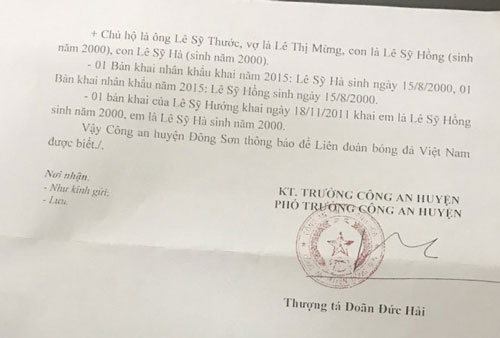 + Chủ hộ là ông Lê Sỹ Thước, vợ là Lê Thị Mừng, con là Lê Sỹ Hồng (sinh
năm 2000), con Lê Sỹ Hà (sinh năm 2000).
- 01 Bản khai nhân khẩu khai năm 2015: Lê Sỹ Hà sinh ngày 15/8/2000, 01
Bản khai nhân khẩu năm 2015: Lê Sỹ Hồng sinh ngày 15/8/2000.
- 01 bản khai của Lê Sỹ Hướng khai ngày 18/11/2011 khai em là Lê Sỹ Hồng
sinh năm 2000, em là Lê Sỹ Hà sinh năm 2000.
Vậy Công an huyện Đông Sơn thông báo để Liên đoàn bóng đá Việt Nam
được biết./.
Nơi nhận.
- Như kính gửi;
- Lưu.
KT. TRƯỞNG CÔNG AN HUYỆN
PHÓ TRƯỞNG CÔNG AN HUYỆN
Thượng tá Doãn Đức Hải